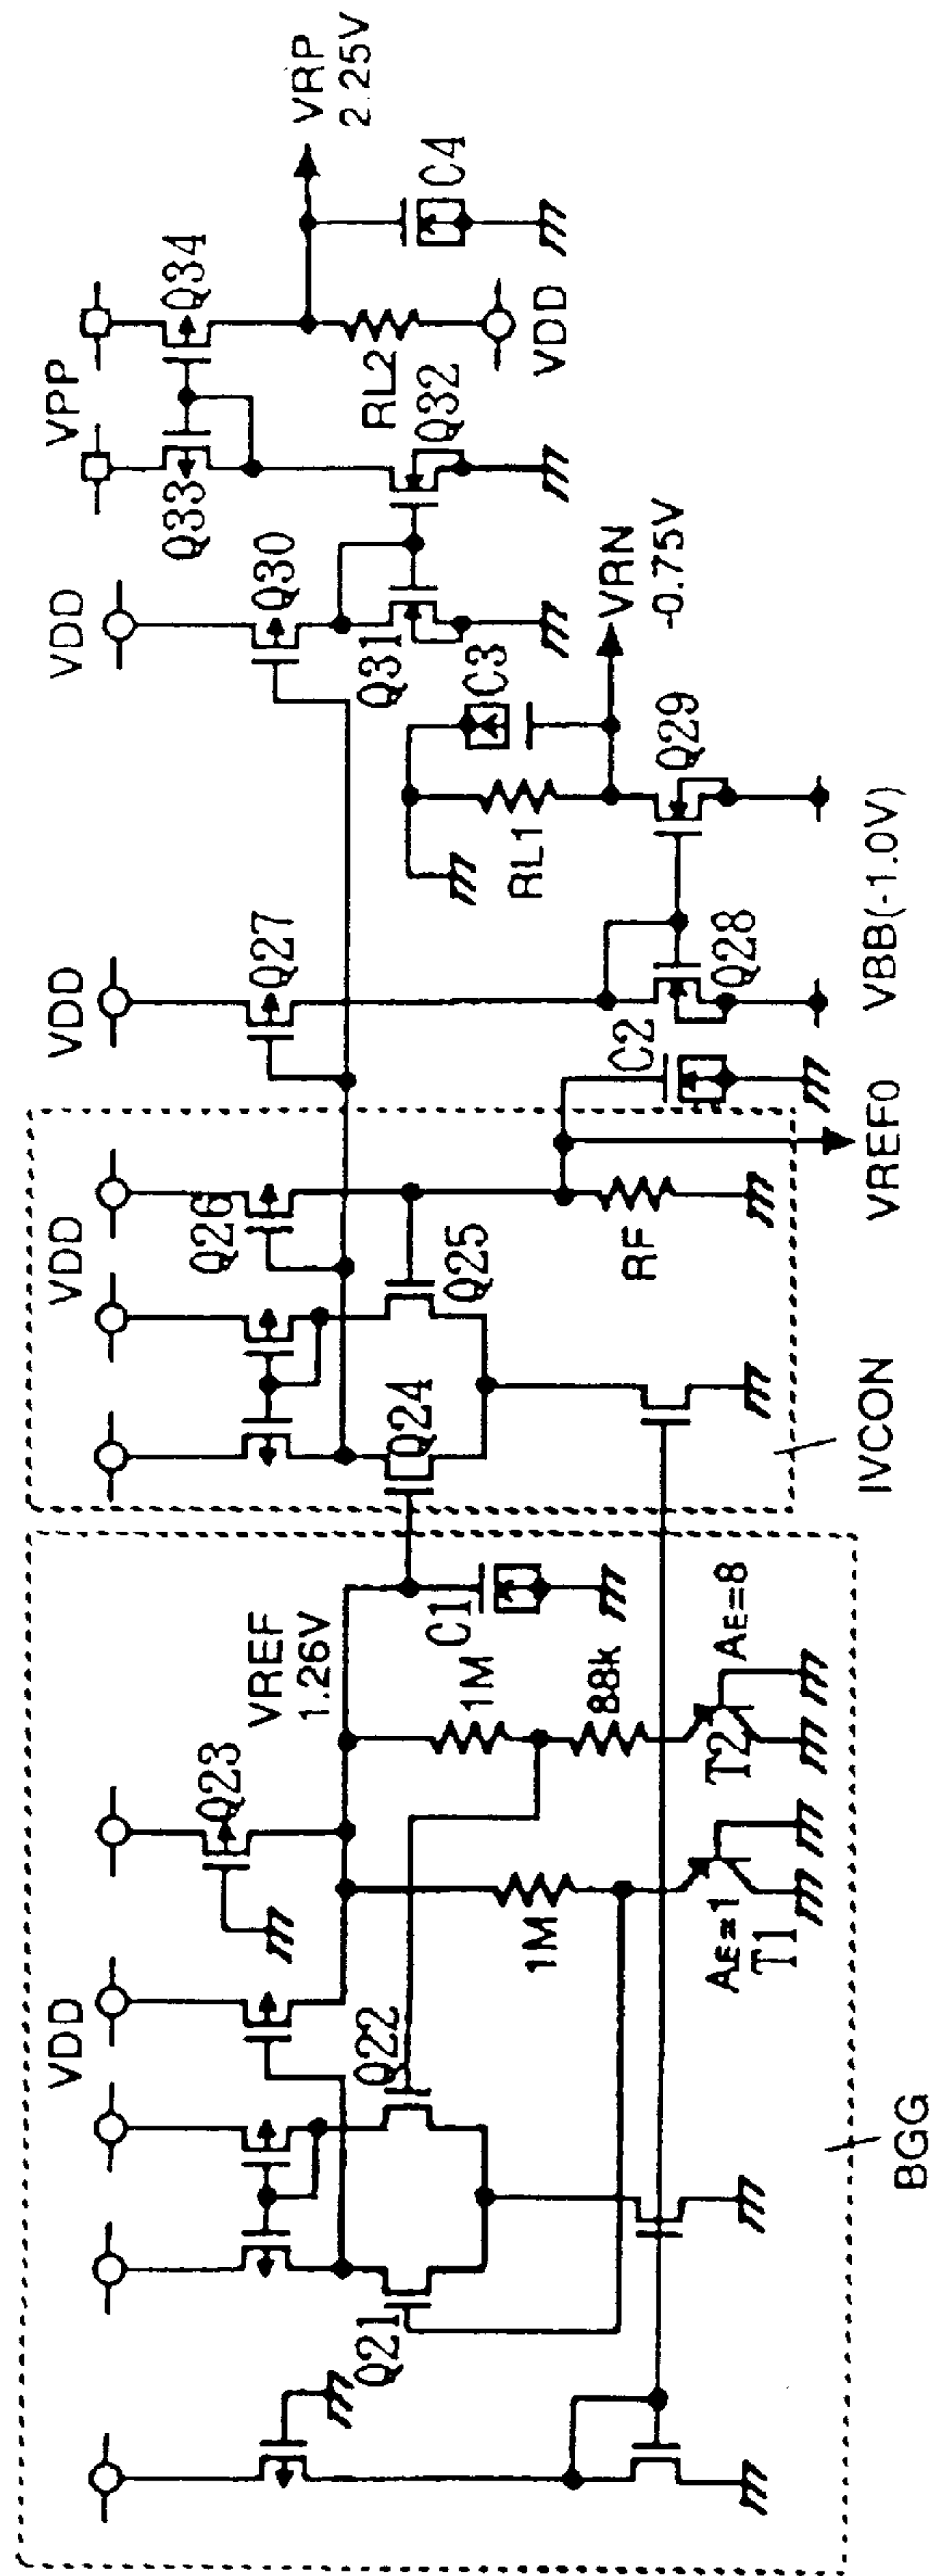 VDD
Q21
Q22
Q23
VREF
1.26V
1M
1M
88k
AE=1
T1
T2
AE=8
C1
BGG
VDD
Q24
Q25
Q26
RF
IVCON
VREF0
C2
VDD
Q27
Q28
VBB(-1.0V)
Q29
RL1
C3
VRN
-0.75V
VDD
Q30
Q31
Q32
Q33
VPP
Q34
RL2
VDD
C4
VRP
2.25V